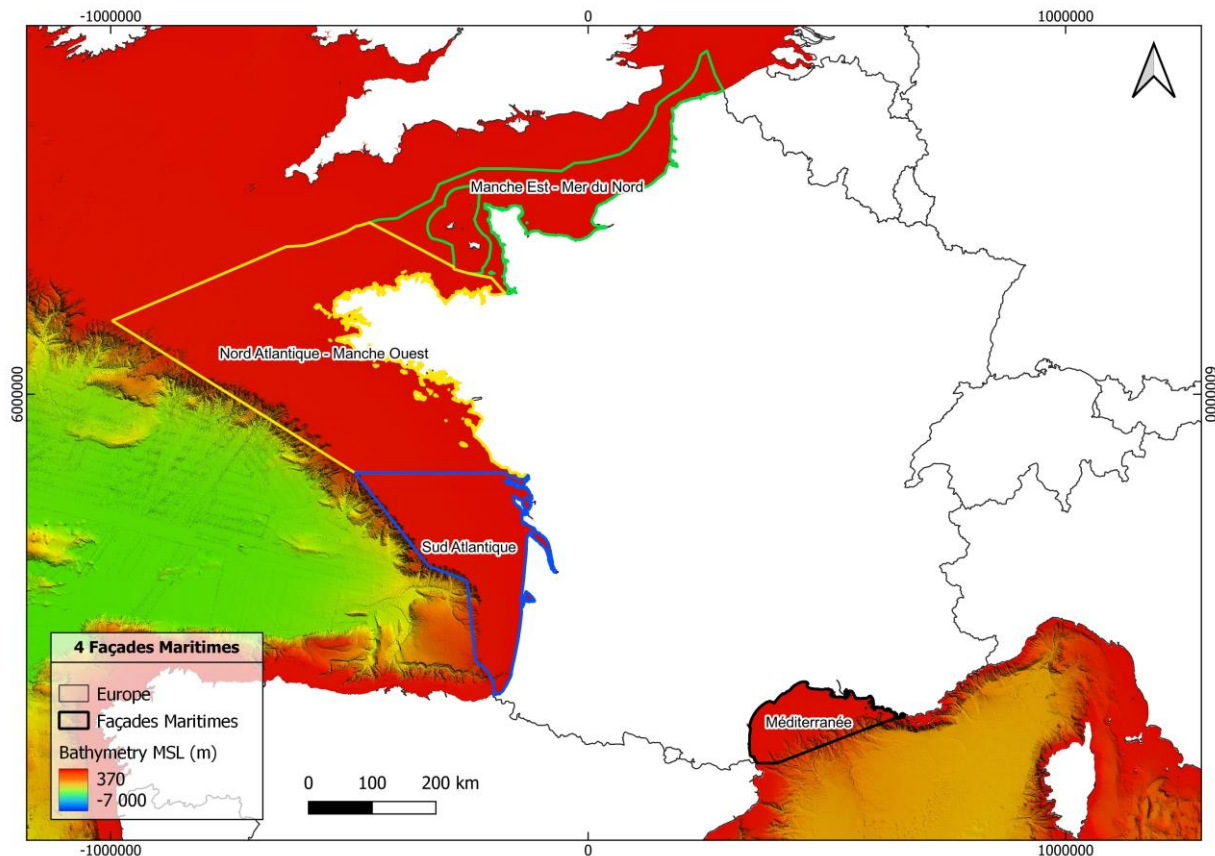 -1000000 0 1000000
Manche Est - Mer du Nord
Nord Atlantique - Manche Ouest
6000000 6000000
Sud Atlantique
4 Façades Maritimes
Europe
Façades Maritimes
Bathymetry MSL (m)
370
-7 000
0 100 200 km
Méditerranée
-1000000 0 1000000